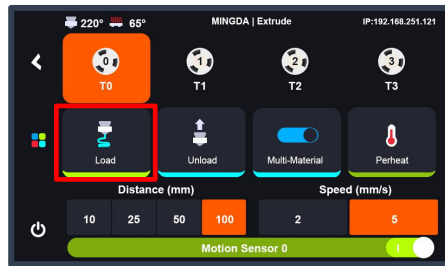 220° 65° MINGDA | Extrude IP:192.168.251.121
0 1 2 3
T0 T1 T2 T3
Load Unload Multi-Material Perheat
Distance (mm) Speed (mm/s)
10 25 50 100 2 5
Motion Sensor 0